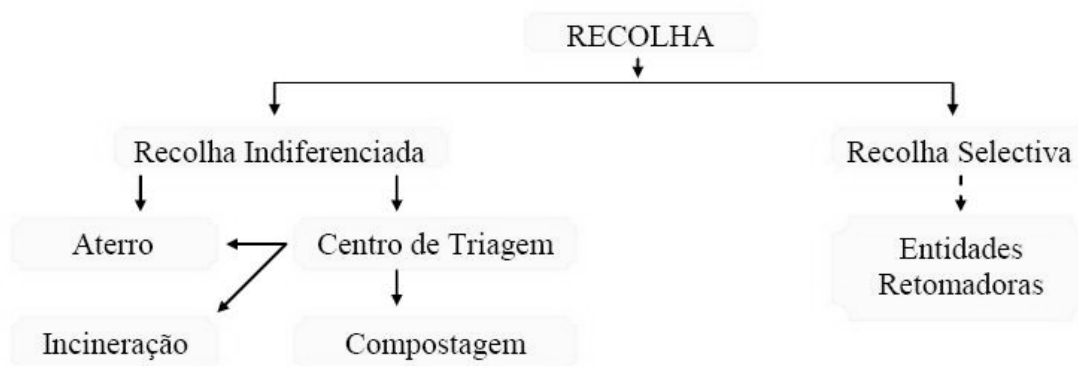 RECOLHA
Recolha Indiferenciada
Recolha Selectiva
Aterro
Centro de Triagem
Entidades
Retomadoras
Incineração
Compostagem